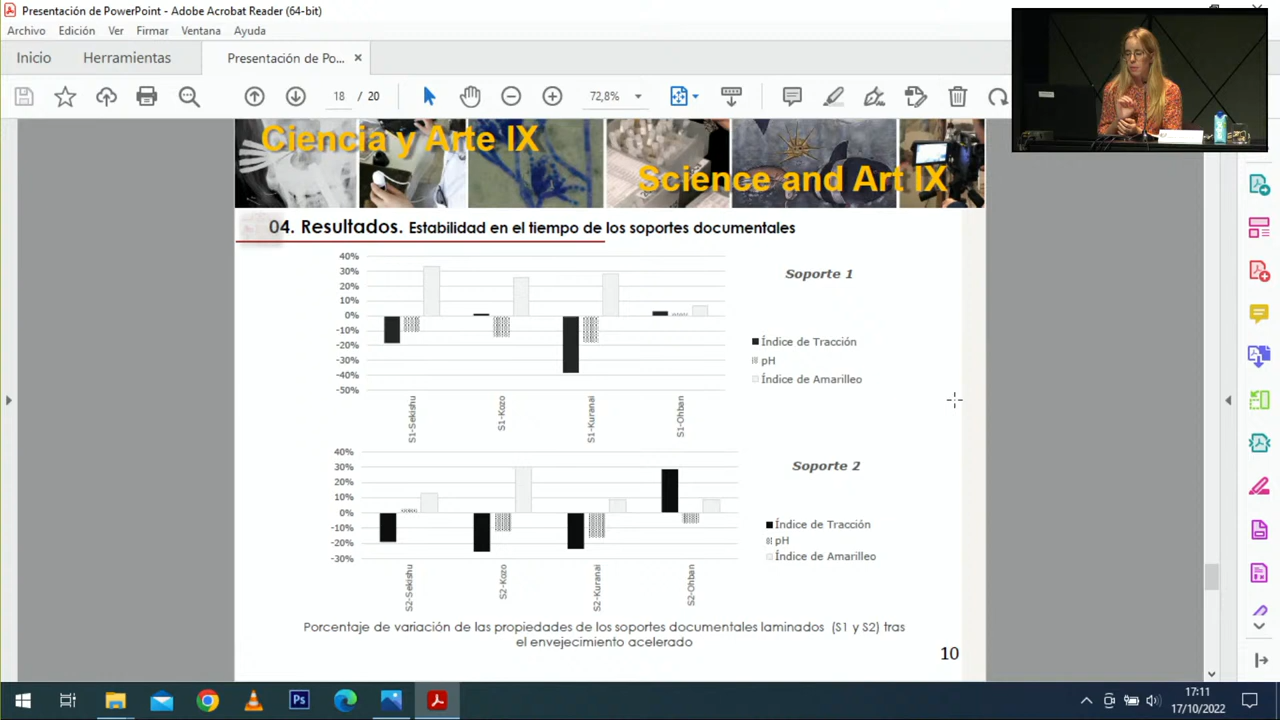 Presentación de PowerPoint - Adobe Acrobat Reader (64-bit)
Archivo Edición Ver Firmar Ventana Ayuda
Inicio Herramientas Presentación de Po... ×
18 / 20 72,8%
Ciencia y Arte IX
Science and Art IX
04. Resultados. Estabilidad en el tiempo de los soportes documentales
Soporte 1
40%
30%
20%
10%
0%
-10%
-20%
-30%
-40%
-50%
S1-Sekishu
S1-Kozo
S1-Kuranai
S1-Ohban
Índice de Tracción
pH
Índice de Amarilleo
Soporte 2
40%
30%
20%
10%
0%
-10%
-20%
-30%
S2-Sekishu
S2-Kozo
S2-Kuranai
S2-Ohban
Índice de Tracción
pH
Índice de Amarilleo
Porcentaje de variación de las propiedades de los soportes documentales laminados (S1 y S2) tras
el envejecimiento acelerado
10
Ps
17:11
17/10/2022